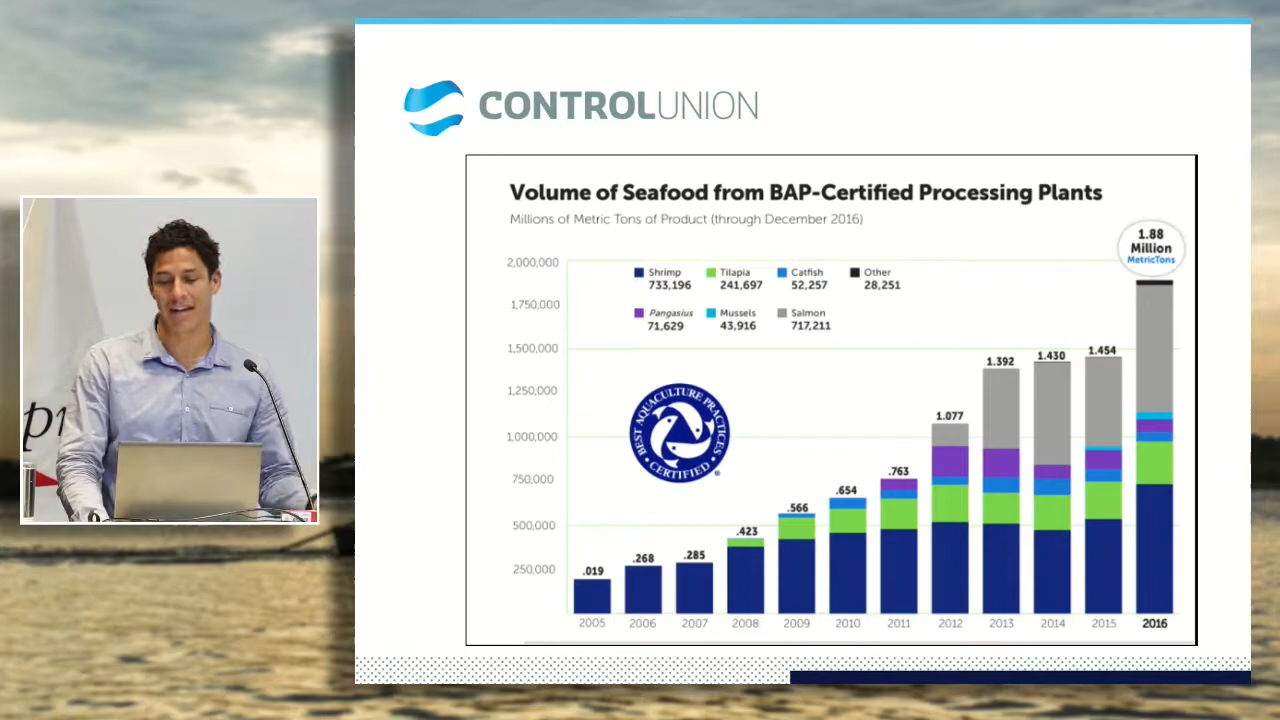 CONTROLUNION
Volume of Seafood from BAP-Certified Processing Plants
Millions of Metric Tons of Product (through December 2016)
1.88
Million
MetricTons
2,000,000
1,750,000
1,500,000
1,250,000
1,000,000
750,000
500,000
250,000
Shrimp
733,196
Tilapia
241,697
Catfish
52,257
Other
28,251
Pangasius
71,629
Mussels
43,916
Salmon
717,211
BEST AQUACULTURE PRACTICES
CERTIFIED
.019
.268
.285
.423
.566
.654
.763
1.077
1.392
1.430
1.454
2005
2006
2007
2008
2009
2010
2011
2012
2013
2014
2015
2016